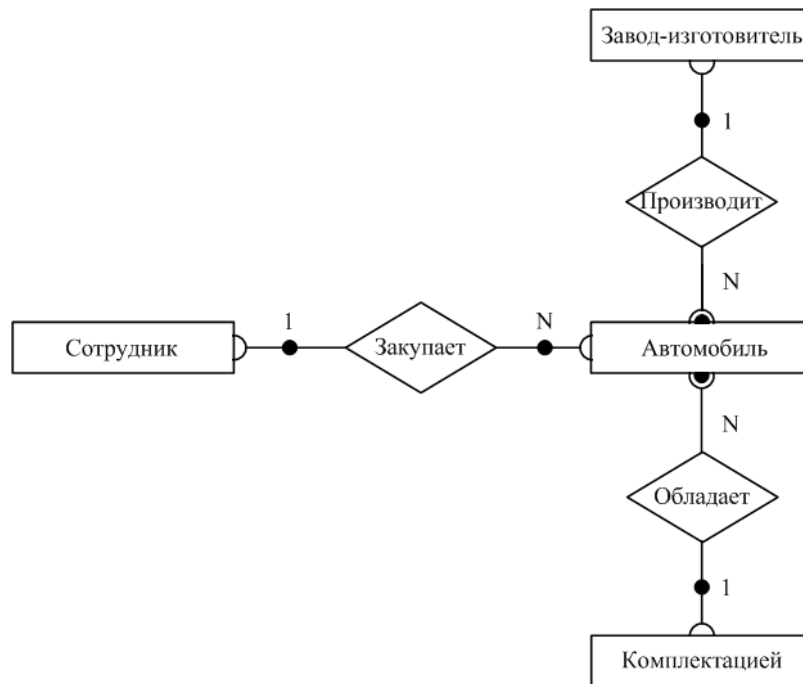 Завод-изготовитель
1
Производит
N
Сотрудник
1
Закупает
N
Автомобиль
N
Обладает
1
Комплектацией